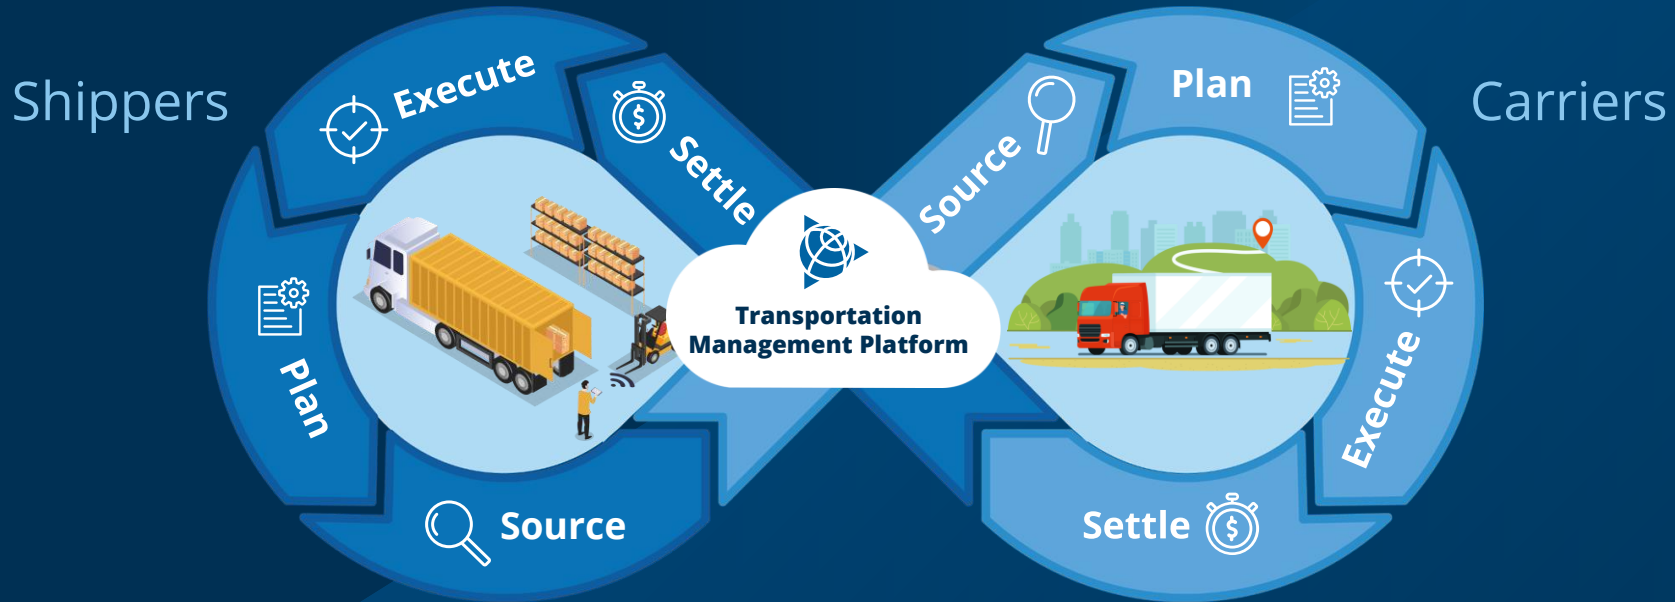 Shippers
Execute
Settle
Plan
Source
Transportation
Management Platform
Source
Plan
Execute
Settle
Carriers